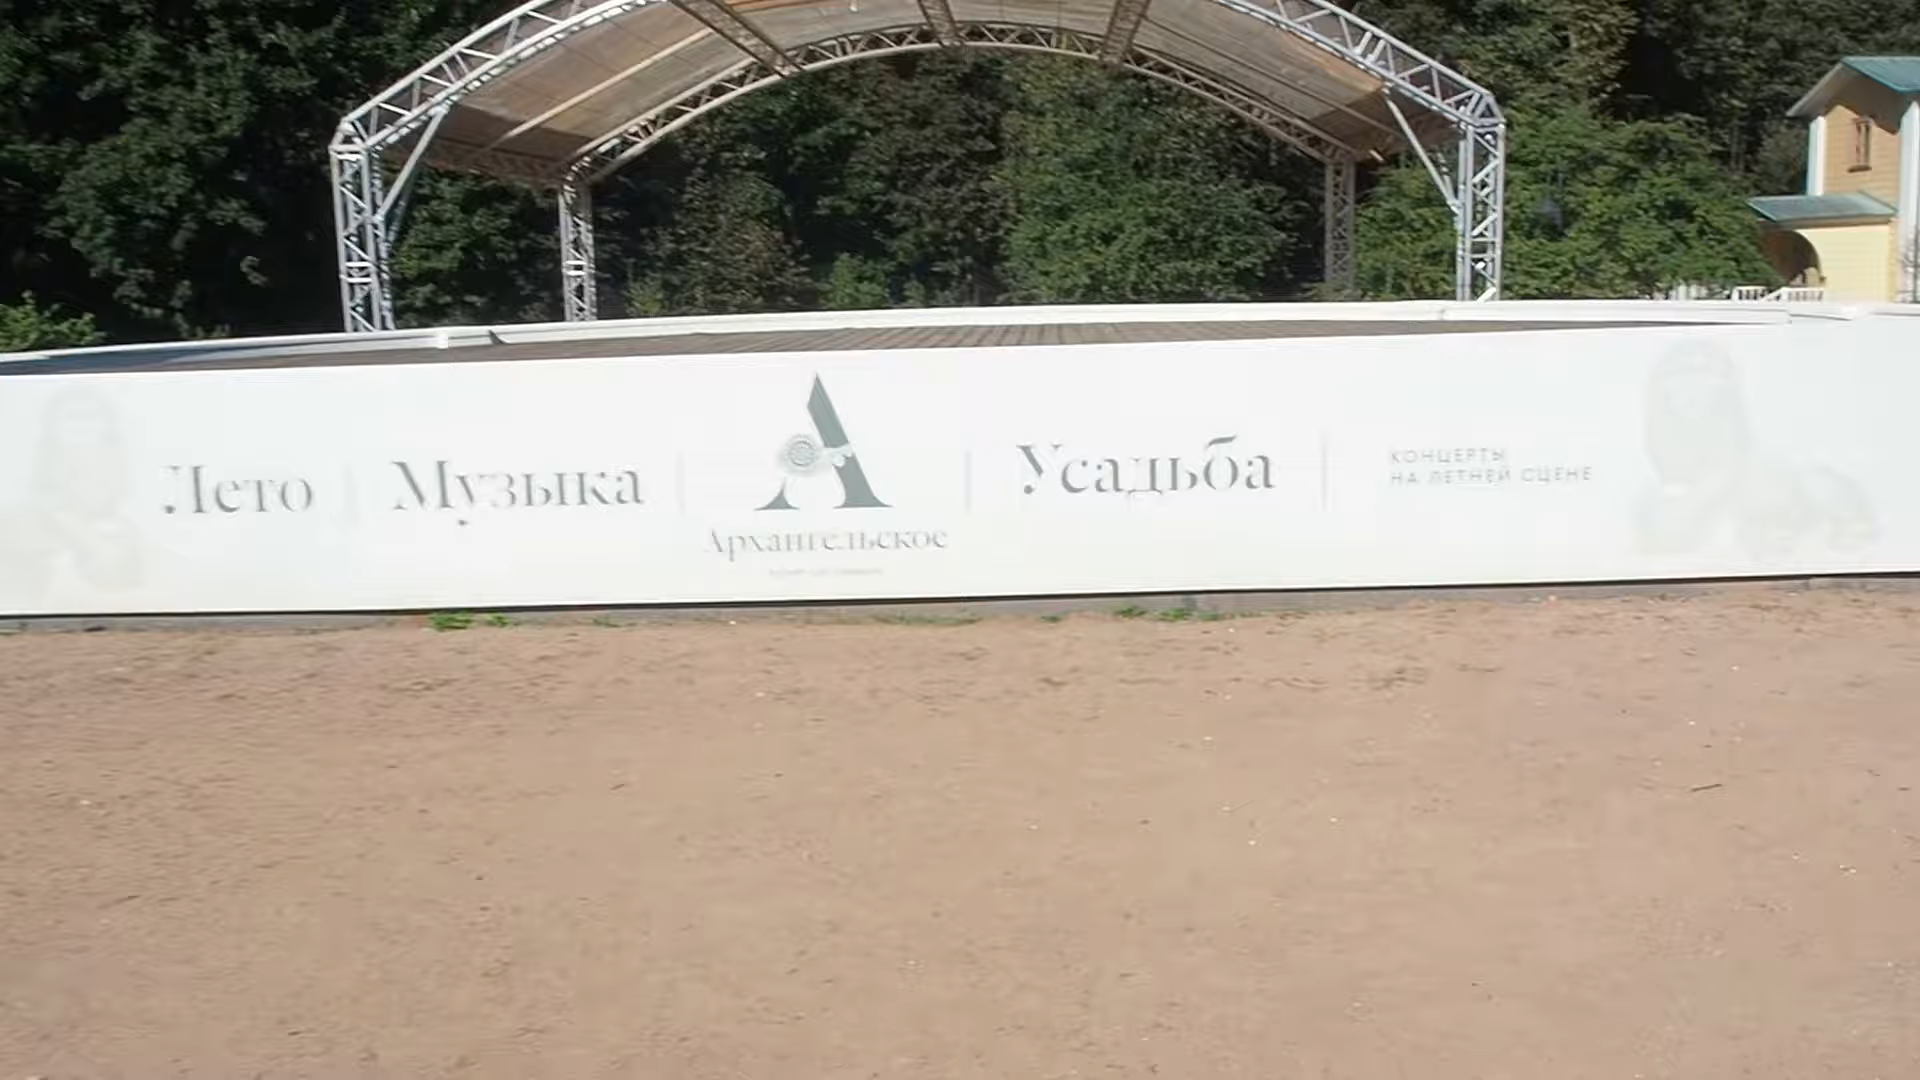 Лето | Музыка
А
Архангельское
Усадьба
КОНЦЕРТЫ
НА ЛЕТНЕЙ СЦЕНЕ